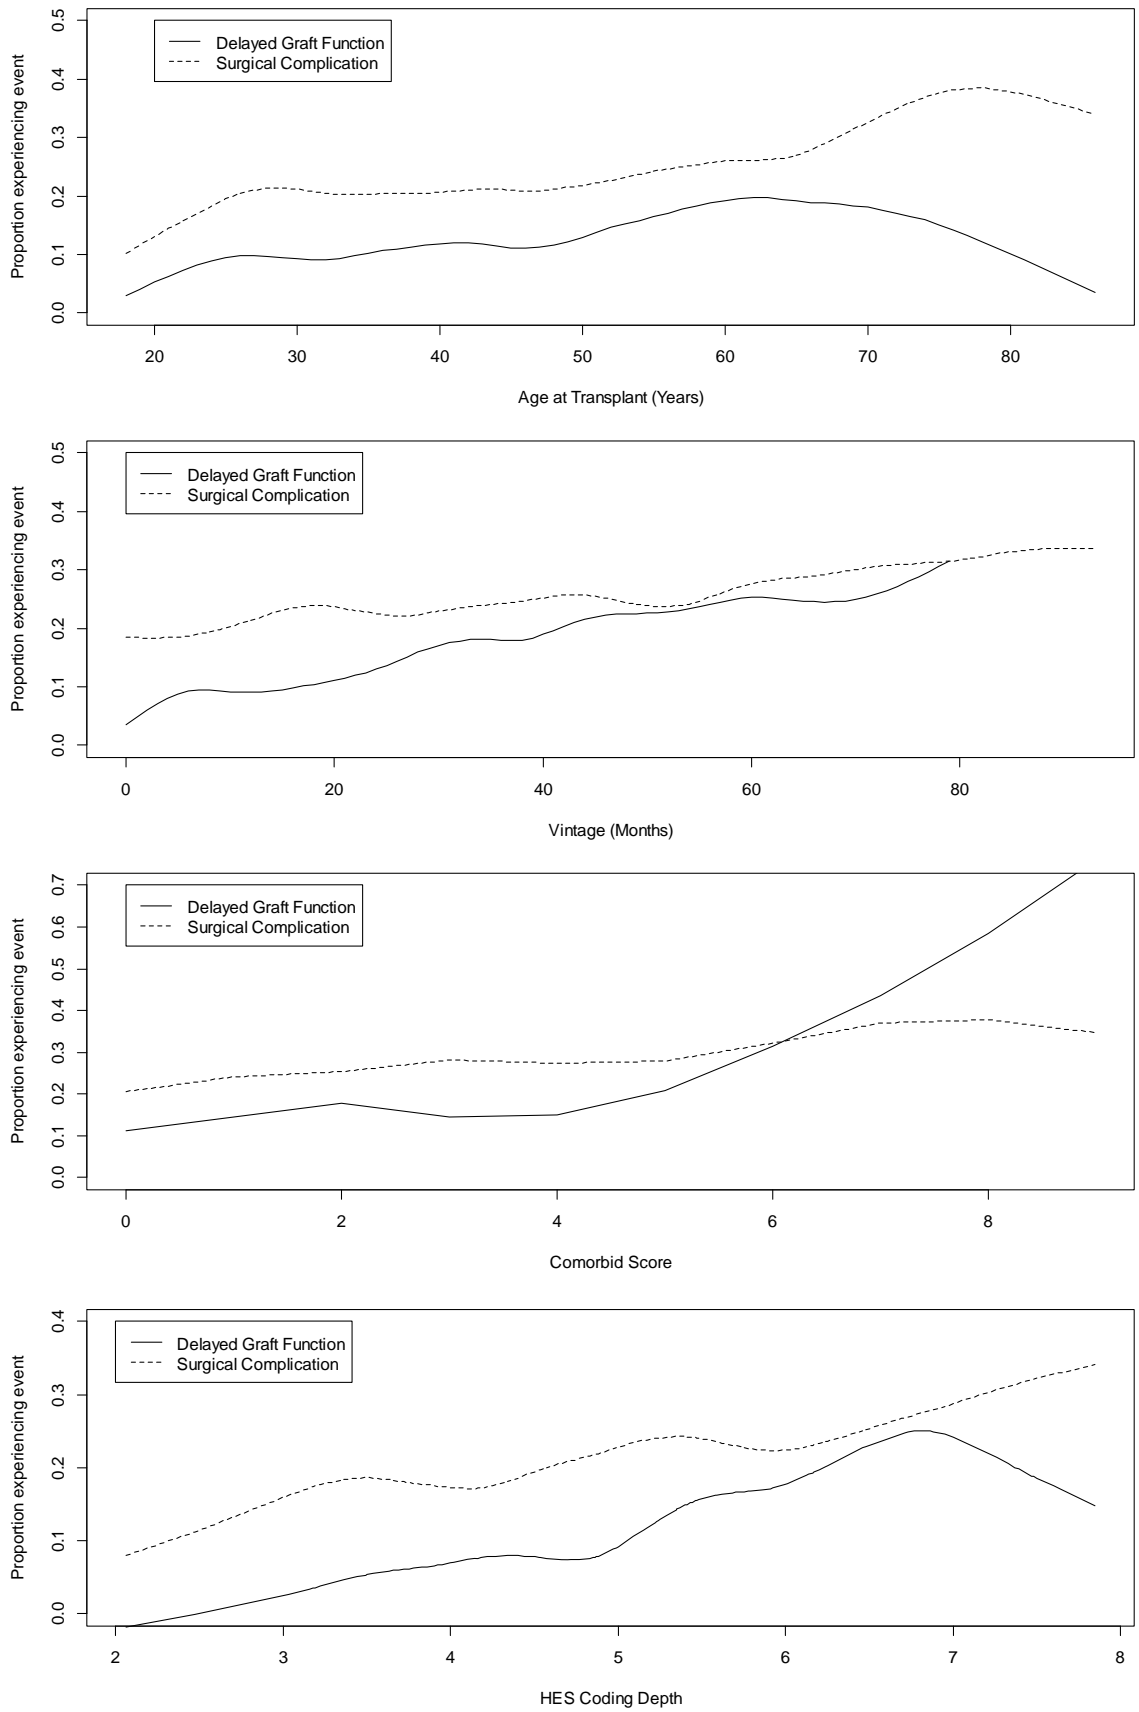 Proportion experiencing event
0.0 0.1 0.2 0.3 0.4 0.5
Delayed Graft Function
Surgical Complication
20 30 40 50 60 70 80
Age at Transplant (Years)
Proportion experiencing event
0.0 0.1 0.2 0.3 0.4 0.5
Delayed Graft Function
Surgical Complication
0 20 40 60 80
Vintage (Months)
Proportion experiencing event
0.0 0.1 0.2 0.3 0.4 0.5 0.6 0.7
Delayed Graft Function
Surgical Complication
0 2 4 6 8
Comorbid Score
Proportion experiencing event
0.0 0.1 0.2 0.3 0.4
Delayed Graft Function
Surgical Complication
2 3 4 5 6 7 8
HES Coding Depth